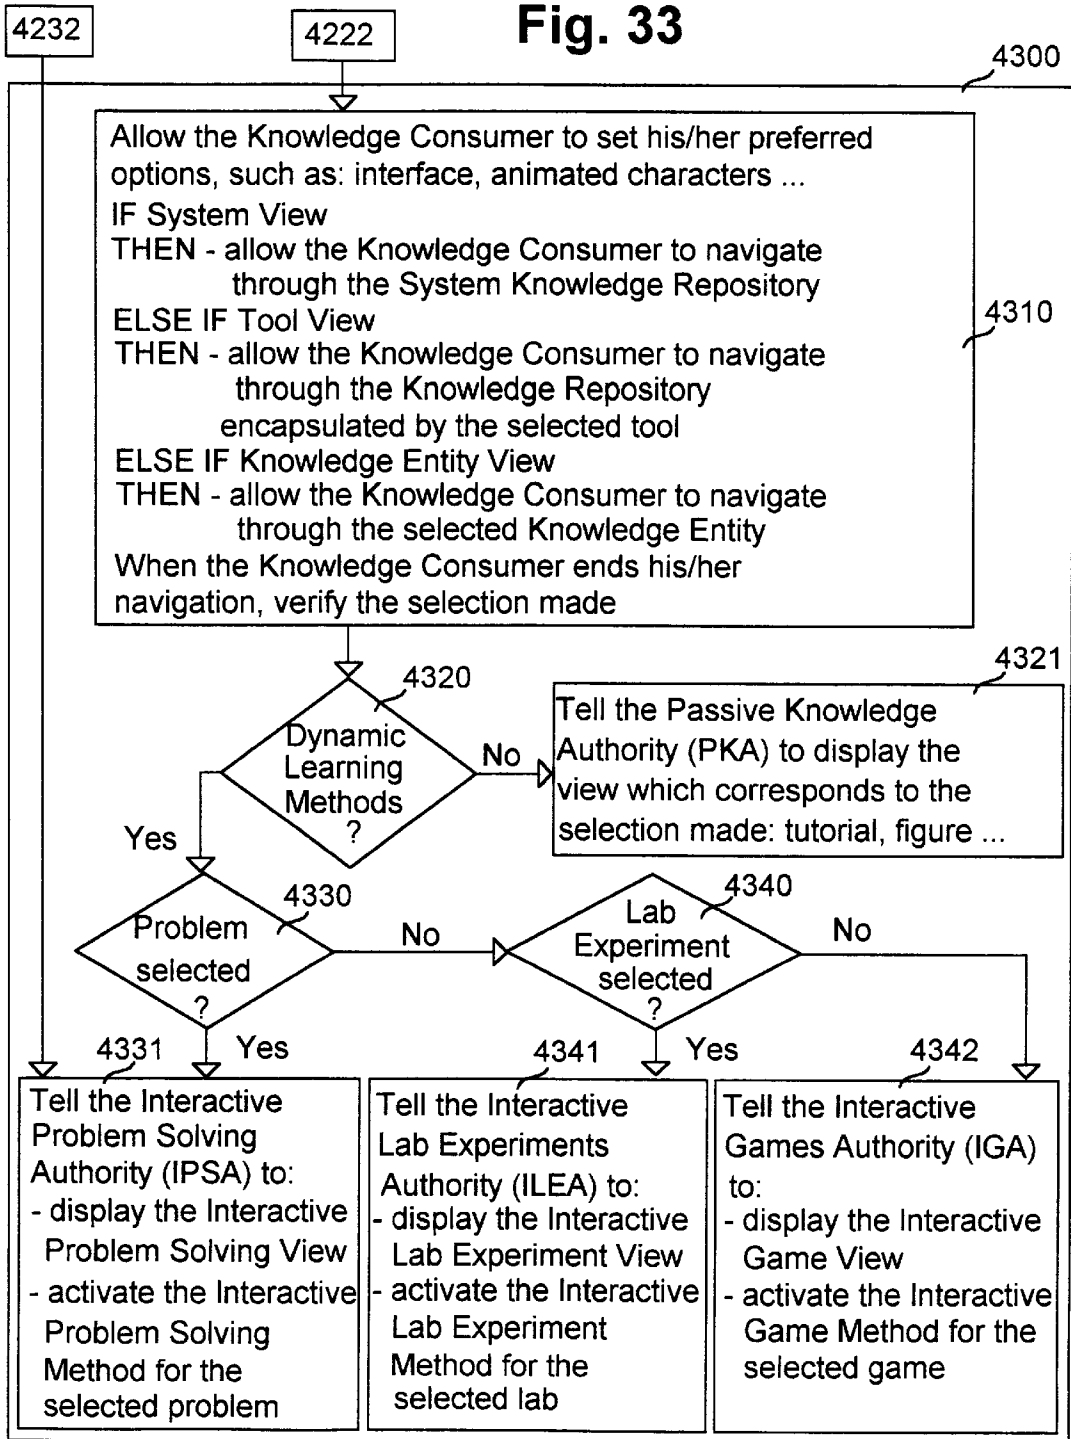 Fig. 33
4232
4222
4300
Allow the Knowledge Consumer to set his/her preferred
options, such as: interface, animated characters ...
IF System View
THEN - allow the Knowledge Consumer to navigate
through the System Knowledge Repository
ELSE IF Tool View
THEN - allow the Knowledge Consumer to navigate
through the Knowledge Repository
encapsulated by the selected tool
ELSE IF Knowledge Entity View
THEN - allow the Knowledge Consumer to navigate
through the selected Knowledge Entity
When the Knowledge Consumer ends his/her
navigation, verify the selection made
4310
4320
Dynamic
Learning
Methods
?
No
Yes
4321
Tell the Passive Knowledge
Authority (PKA) to display the
view which corresponds to the
selection made: tutorial, figure ...
4330
Problem
selected
?
No
Yes
4340
Lab
Experiment
selected
?
No
Yes
4331
Tell the Interactive
Problem Solving
Authority (IPSA) to:
- display the Interactive
Problem Solving View
- activate the Interactive
Problem Solving
Method for the
selected problem
4341
Tell the Interactive
Lab Experiments
Authority (ILEA) to:
- display the Interactive
Lab Experiment View
- activate the Interactive
Lab Experiment
Method for the
selected lab
4342
Tell the Interactive
Games Authority (IGA)
to:
- display the Interactive
Game View
- activate the Interactive
Game Method for the
selected game